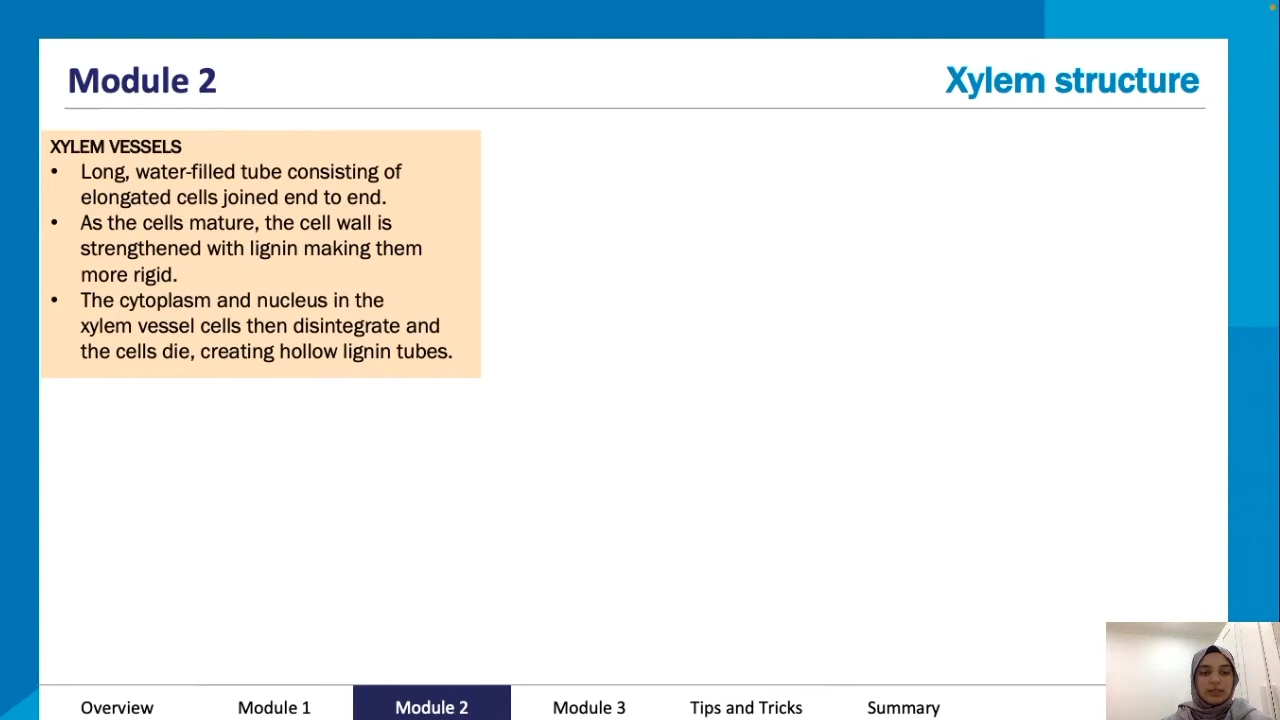 Module 2
Xylem structure
XYLEM VESSELS
• Long, water-filled tube consisting of
elongated cells joined end to end.
• As the cells mature, the cell wall is
strengthened with lignin making them
more rigid.
• The cytoplasm and nucleus in the
xylem vessel cells then disintegrate and
the cells die, creating hollow lignin tubes.
Overview
Module 1
Module 2
Module 3
Tips and Tricks
Summary